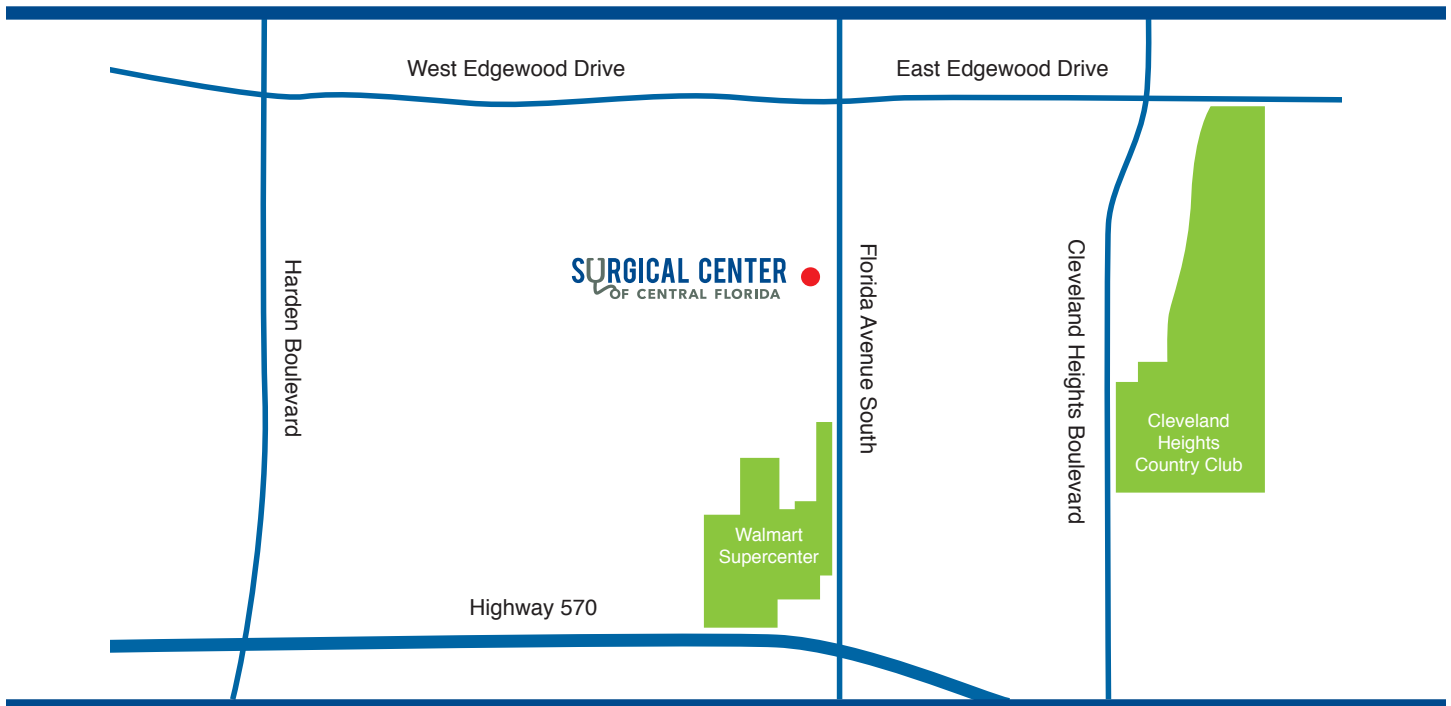 West Edgewood Drive
East Edgewood Drive
Harden Boulevard
SURGICAL CENTER
OF CENTRAL FLORIDA
Florida Avenue South
Cleveland Heights Boulevard
Cleveland
Heights
Country Club
Walmart
Supercenter
Highway 570